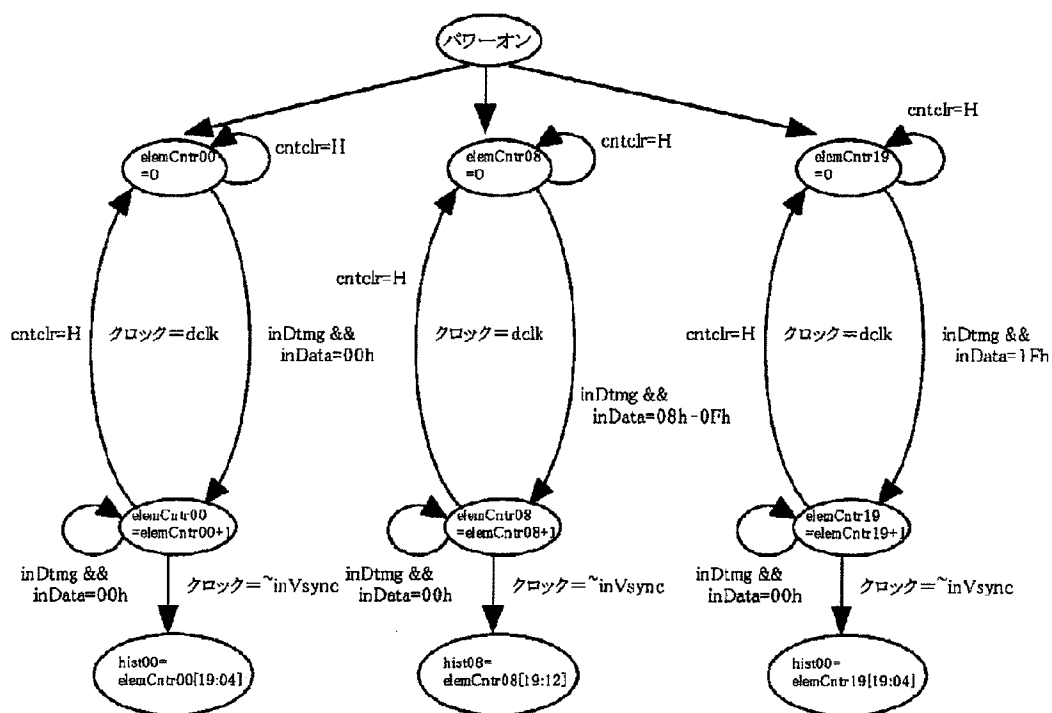 パワーオン
cntclr=H
elemCntr00
=0
cntclr=H
elemCntr08
=0
cntclr=H
elemCntr19
=0
cntclr=H
クロック=dclk
inDtmg &&
inData=00h
cntclr=H
クロック=dclk
inDtmg &&
inData=08h-0Fh
cntclr=H
クロック=dclk
inDtmg &&
inData=1Fh
elemCntr00
=elemCntr00+1
elemCntr08
=elemCntr08+1
elemCntr19
=elemCntr19+1
inDtmg &&
inData=00h
クロック=~inVsync
inDtmg &&
inData=00h
クロック=~inVsync
inDtmg &&
inData=00h
クロック=~inVsync
hist00=
elemCntr00[19:04]
hist08=
elemCntr08[19:12]
hist00=
elemCntr19[19:04]